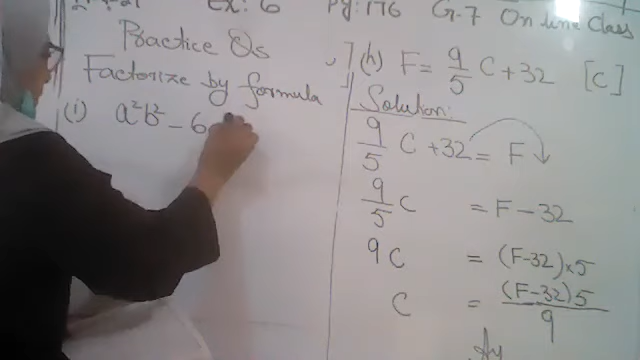 Ex: 6 Pg: 176 Gr-7 On line Class
Practice Qs
Factorize by formula
(i) a²b² - 6
(h) F = 9/5 C + 32 [C]
Solution:
9/5 C + 32 = F
9/5 C = F - 32
9C = (F-32)×5
C = (F-32)5/9